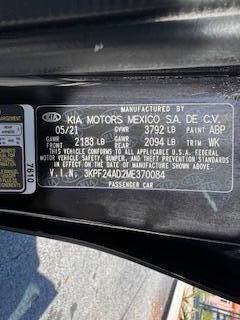 KIA KIA MOTORS MEXICO S.A. DE C.V.
05/21 GVWR 3792 LB PAINT ABP
GAWR FRONT 2183 LB GAWR REAR 2094 LB TRIM WK
THIS VEHICLE CONFORMS TO ALL APPLICABLE U.S.A. FEDERAL MOTOR
VEHICLE SAFETY, BUMPER, AND THEFT PREVENTION STANDARDS
IN EFFECT ON THE DATE OF MANUFACTURE SHOWN ABOVE.
V.I.N. 3KPF24AD2ME370084
PASSENGER CAR
7610